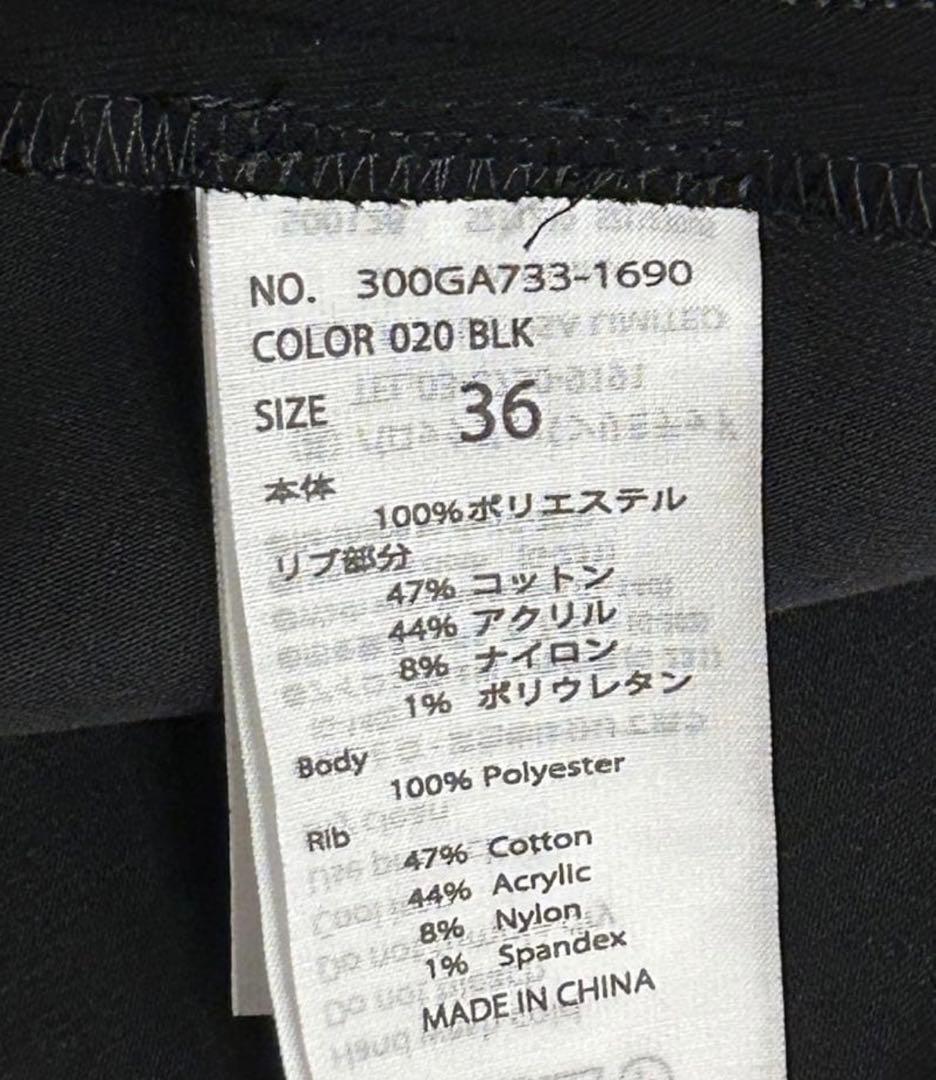 NO. 300GA733-1690
COLOR 020 BLK
SIZE 36
本体
100%ポリエステル
リブ部分
47% コットン
44% アクリル
8% ナイロン
1% ポリウレタン
Body
100% Polyester
Rib
47% Cotton
44% Acrylic
8% Nylon
1% Spandex
MADE IN CHINA